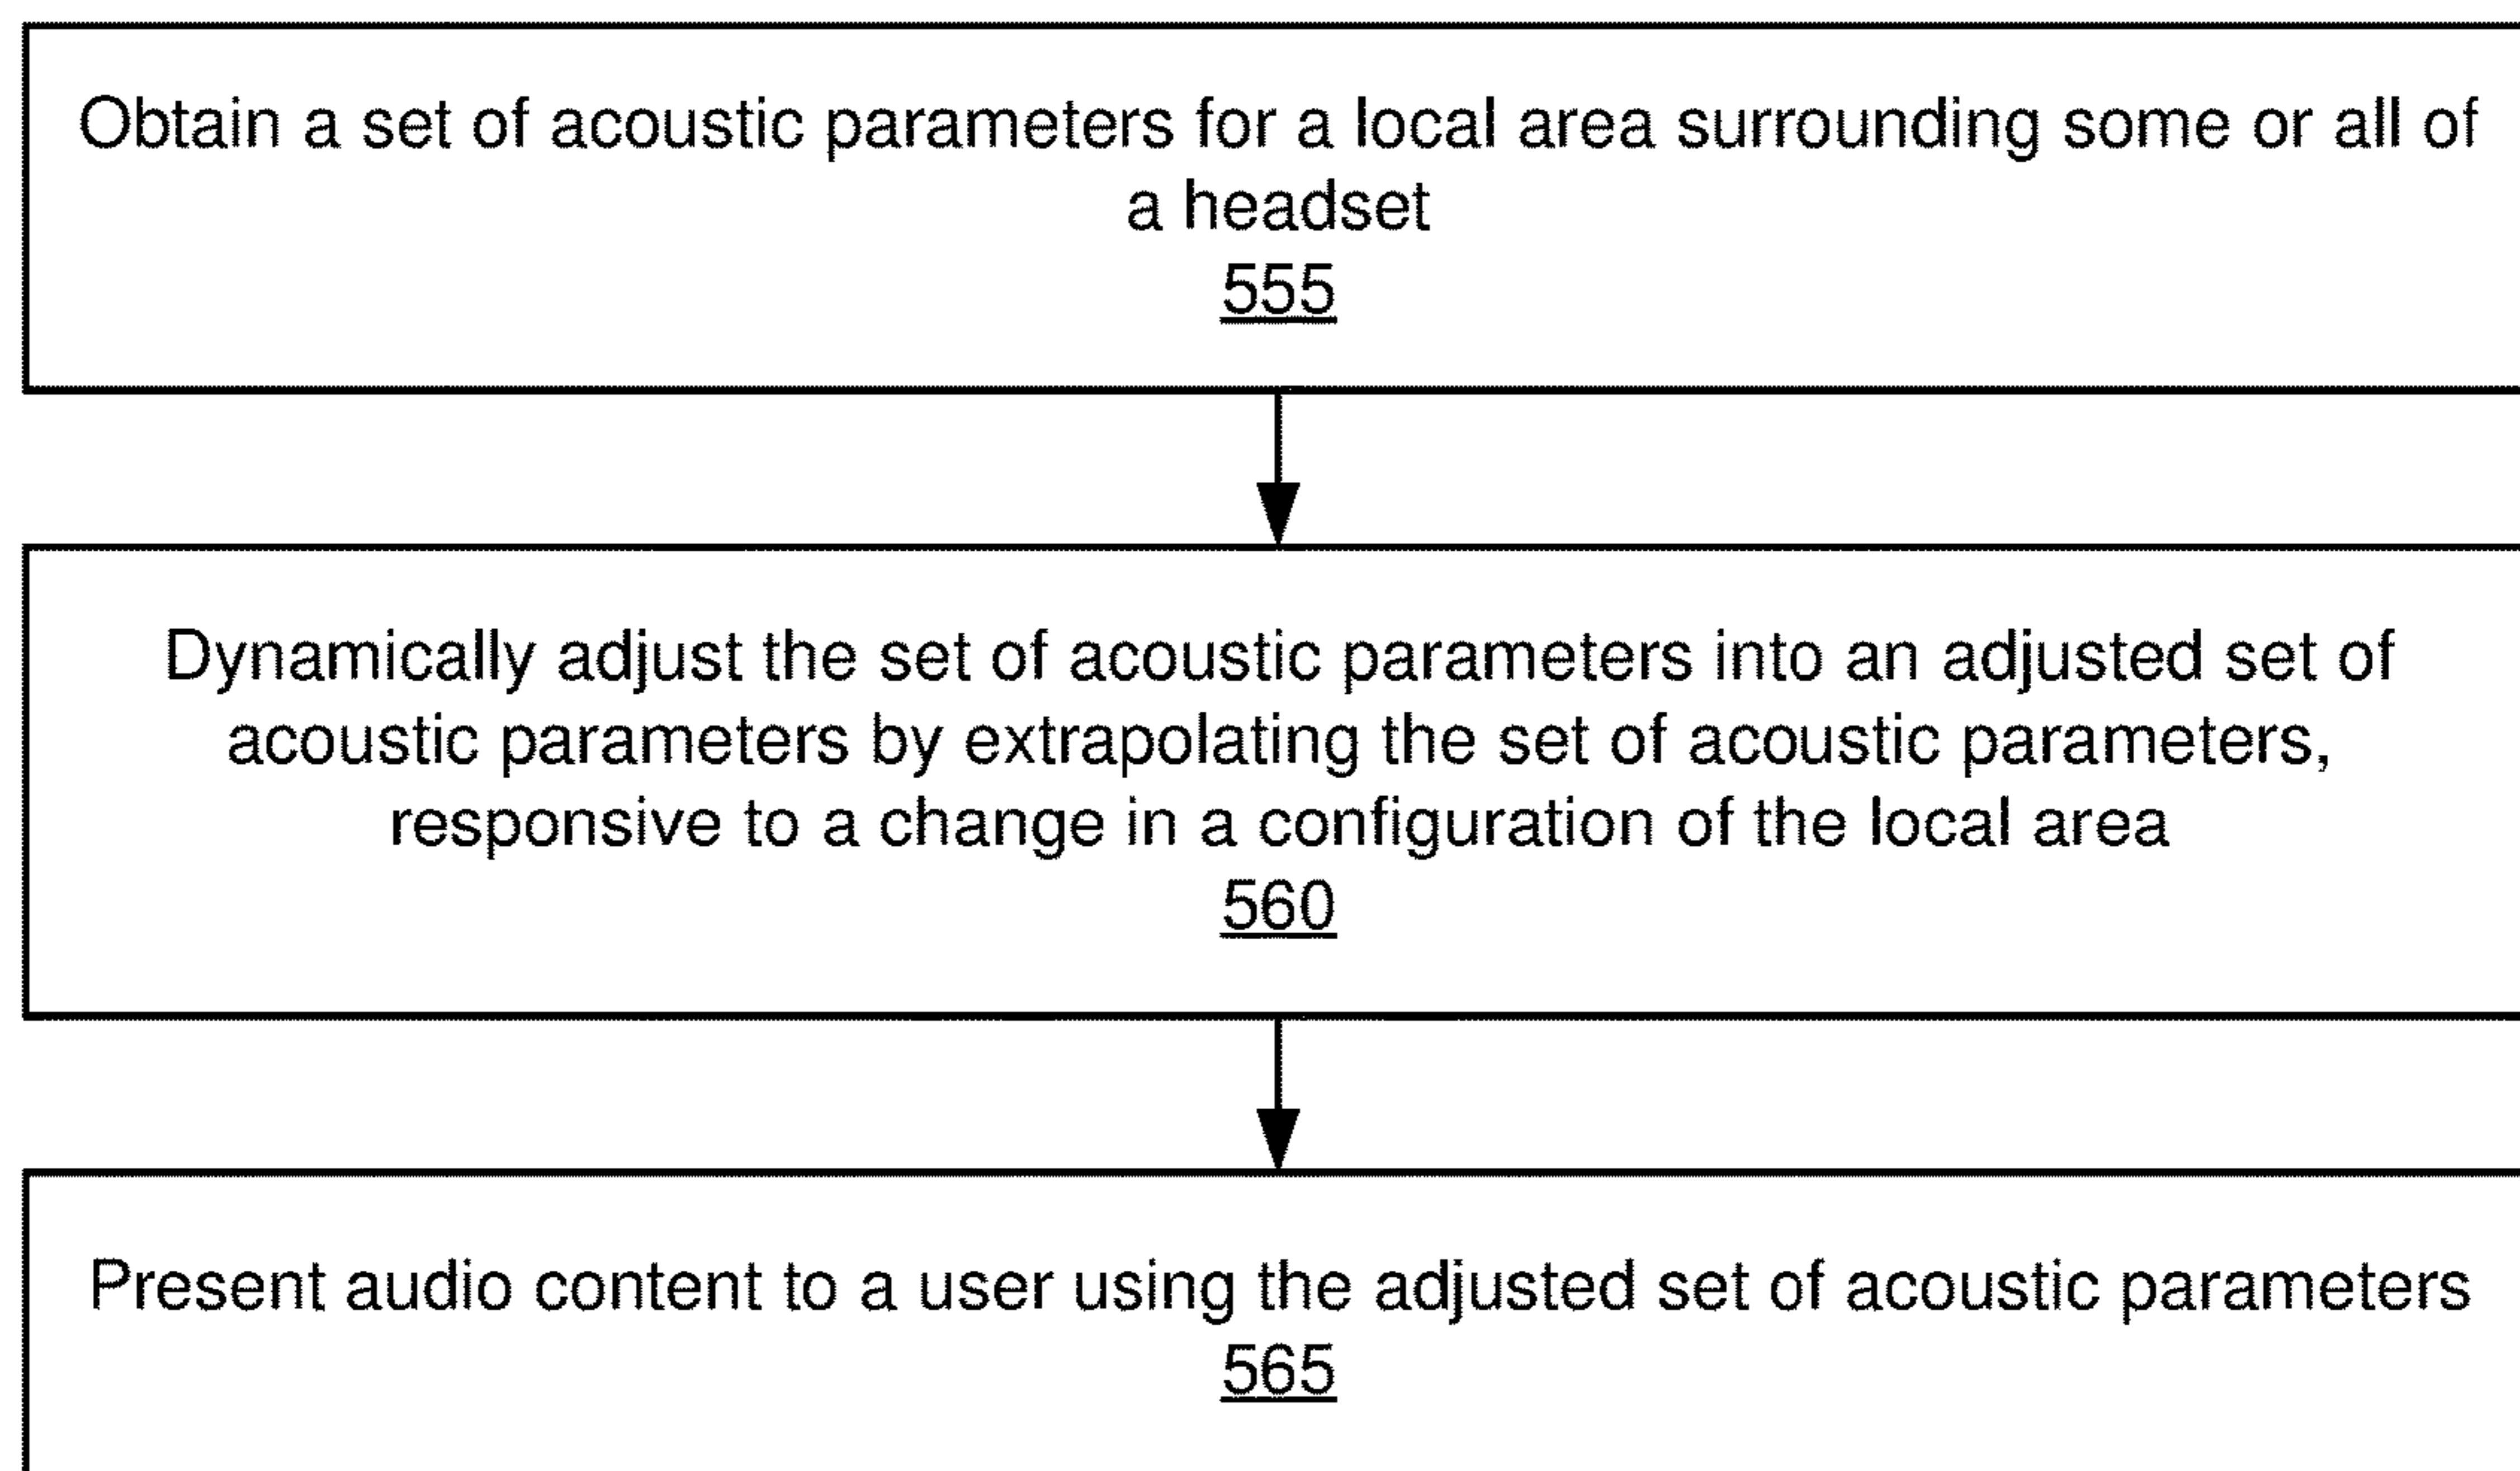 Obtain a set of acoustic parameters for a local area surrounding some or all of
a headset
555
Dynamically adjust the set of acoustic parameters into an adjusted set of
acoustic parameters by extrapolating the set of acoustic parameters,
responsive to a change in a configuration of the local area
560
Present audio content to a user using the adjusted set of acoustic parameters
565